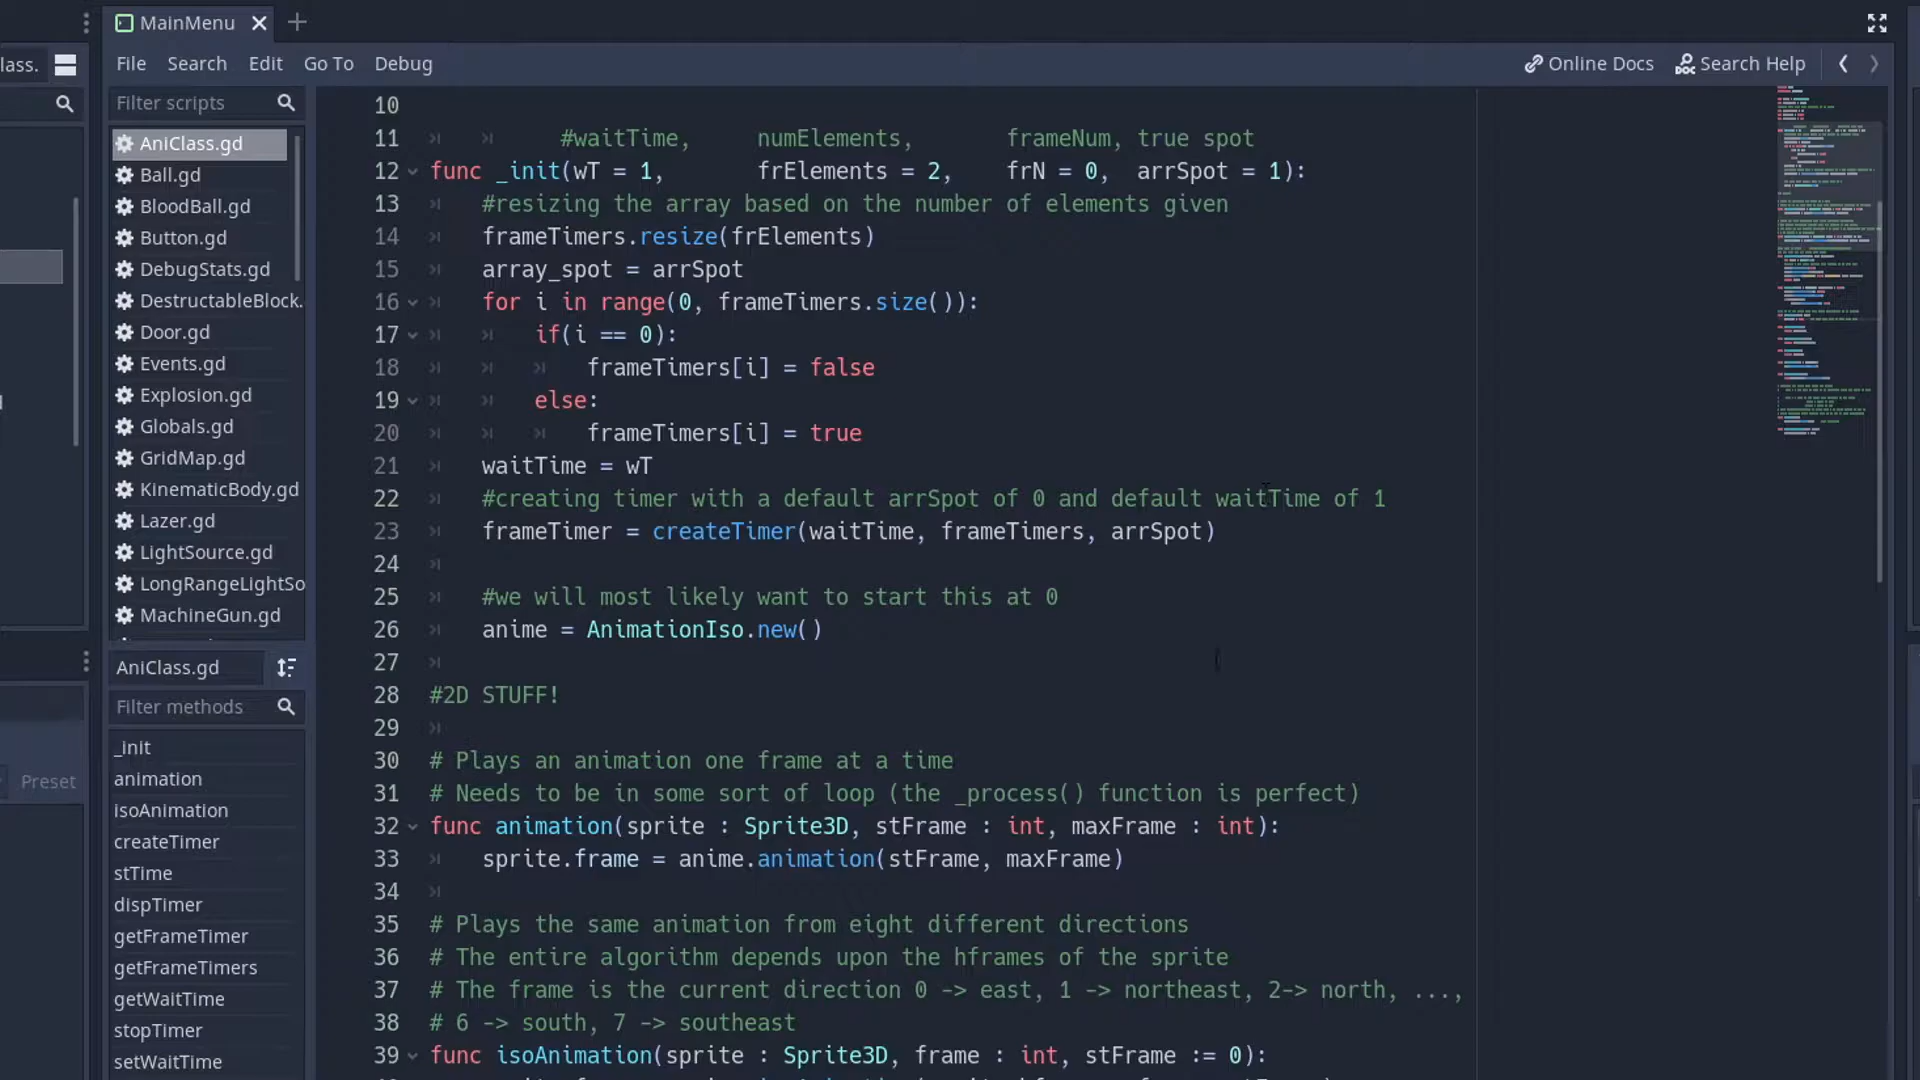 MainMenu
lass.
File Search Edit Go To Debug
Online Docs
Search Help
Filter scripts
AniClass.gd
Ball.gd
BloodBall.gd
Button.gd
DebugStats.gd
DestructableBlock.
Door.gd
Events.gd
Explosion.gd
Globals.gd
GridMap.gd
KinematicBody.gd
Lazer.gd
LightSource.gd
LongRangeLightSo
MachineGun.gd
AniClass.gd
Filter methods
_init
animation
isoAnimation
createTimer
stTime
dispTimer
getFrameTimer
getFrameTimers
getWaitTime
stopTimer
setWaitTime
Preset
10
11 #waitTime, numElements, frameNum, true spot
12 func _init(wT = 1, frElements = 2, frN = 0, arrSpot = 1):
13 #resizing the array based on the number of elements given
14 frameTimers.resize(frElements)
15 array_spot = arrSpot
16 for i in range(0, frameTimers.size()):
17 if(i == 0):
18 frameTimers[i] = false
19 else:
20 frameTimers[i] = true
21 waitTime = wT
22 #creating timer with a default arrSpot of 0 and default waitTime of 1
23 frameTimer = createTimer(waitTime, frameTimers, arrSpot)
24
25 #we will most likely want to start this at 0
26 anime = AnimationIso.new()
27
28 #2D STUFF!
29
30 # Plays an animation one frame at a time
31 # Needs to be in some sort of loop (the _process() function is perfect)
32 func animation(sprite : Sprite3D, stFrame : int, maxFrame : int):
33 sprite.frame = anime.animation(stFrame, maxFrame)
34
35 # Plays the same animation from eight different directions
36 # The entire algorithm depends upon the hframes of the sprite
37 # The frame is the current direction 0 -> east, 1 -> northeast, 2-> north, ...,
38 # 6 -> south, 7 -> southeast
39 func isoAnimation(sprite : Sprite3D, frame : int, stFrame := 0):